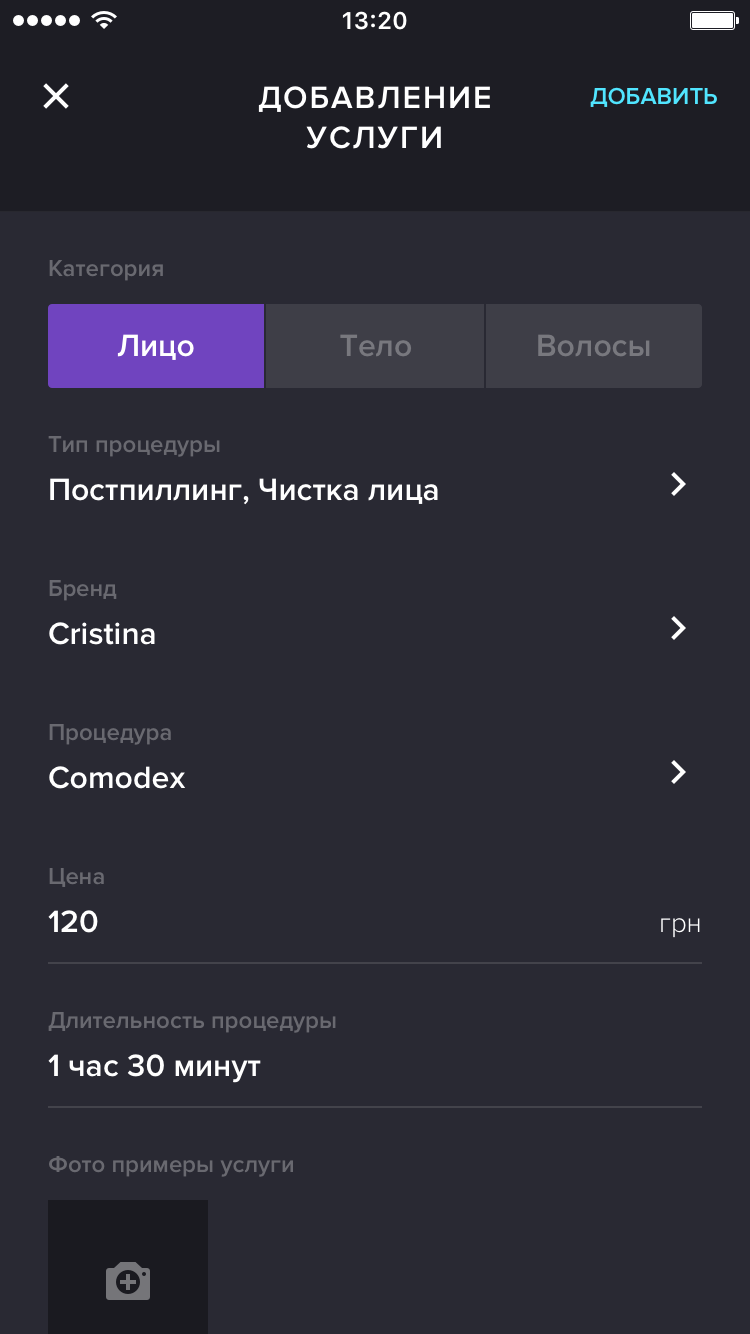 13:20
ДОБАВЛЕНИЕ
УСЛУГИ
ДОБАВИТЬ
Категория
Лицо
Тело
Волосы
Тип процедуры
Постпиллинг, Чистка лица
Бренд
Cristina
Процедура
Comodex
Цена
120
грн
Длительность процедуры
1 час 30 минут
Фото примеры услуги